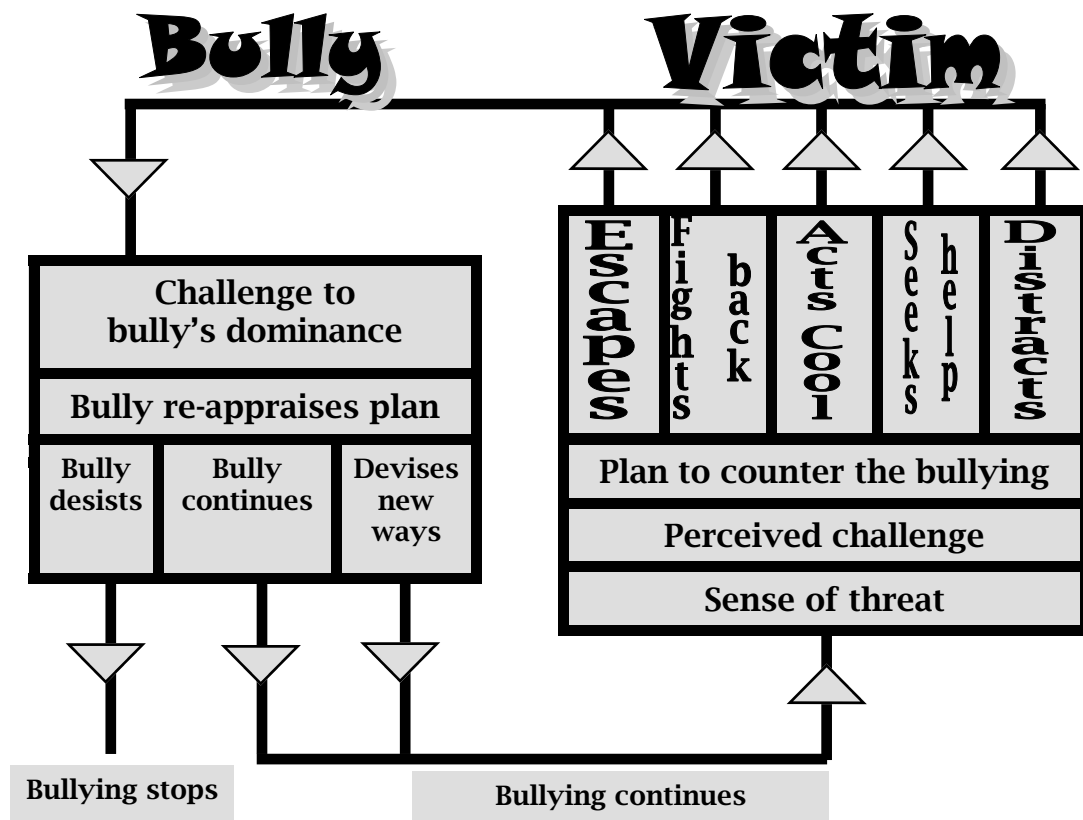 Bully
Victim
Challenge to
bully's dominance
Bully re-appraises plan
Bully
desists
Bully
continues
Devises
new
ways
Bullying stops
Escapes
Fights
back
Acts Cool
Seeks
help
Distracts
Plan to counter the bullying
Perceived challenge
Sense of threat
Bullying continues